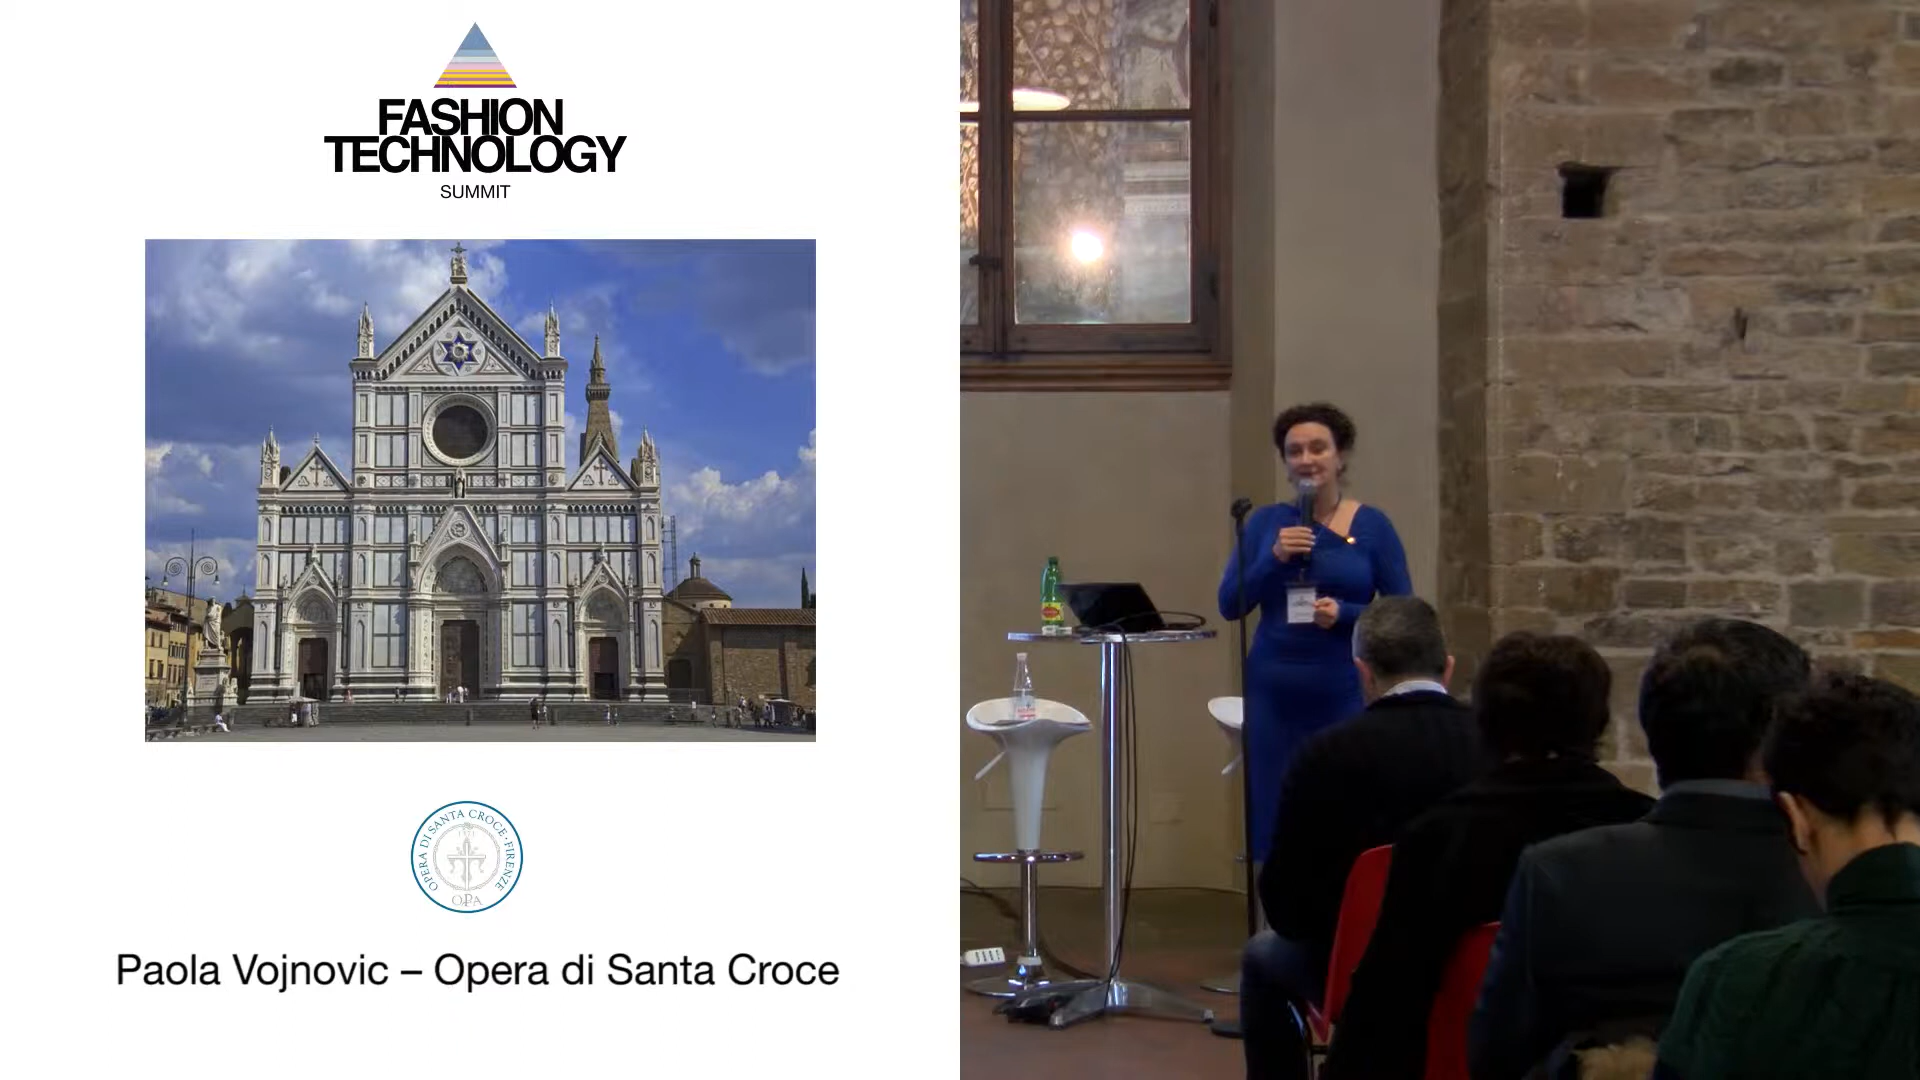 FASHION
TECHNOLOGY
SUMMIT
OPERA DI SANTA CROCE · FIRENZE
OPA
Paola Vojnovic – Opera di Santa Croce